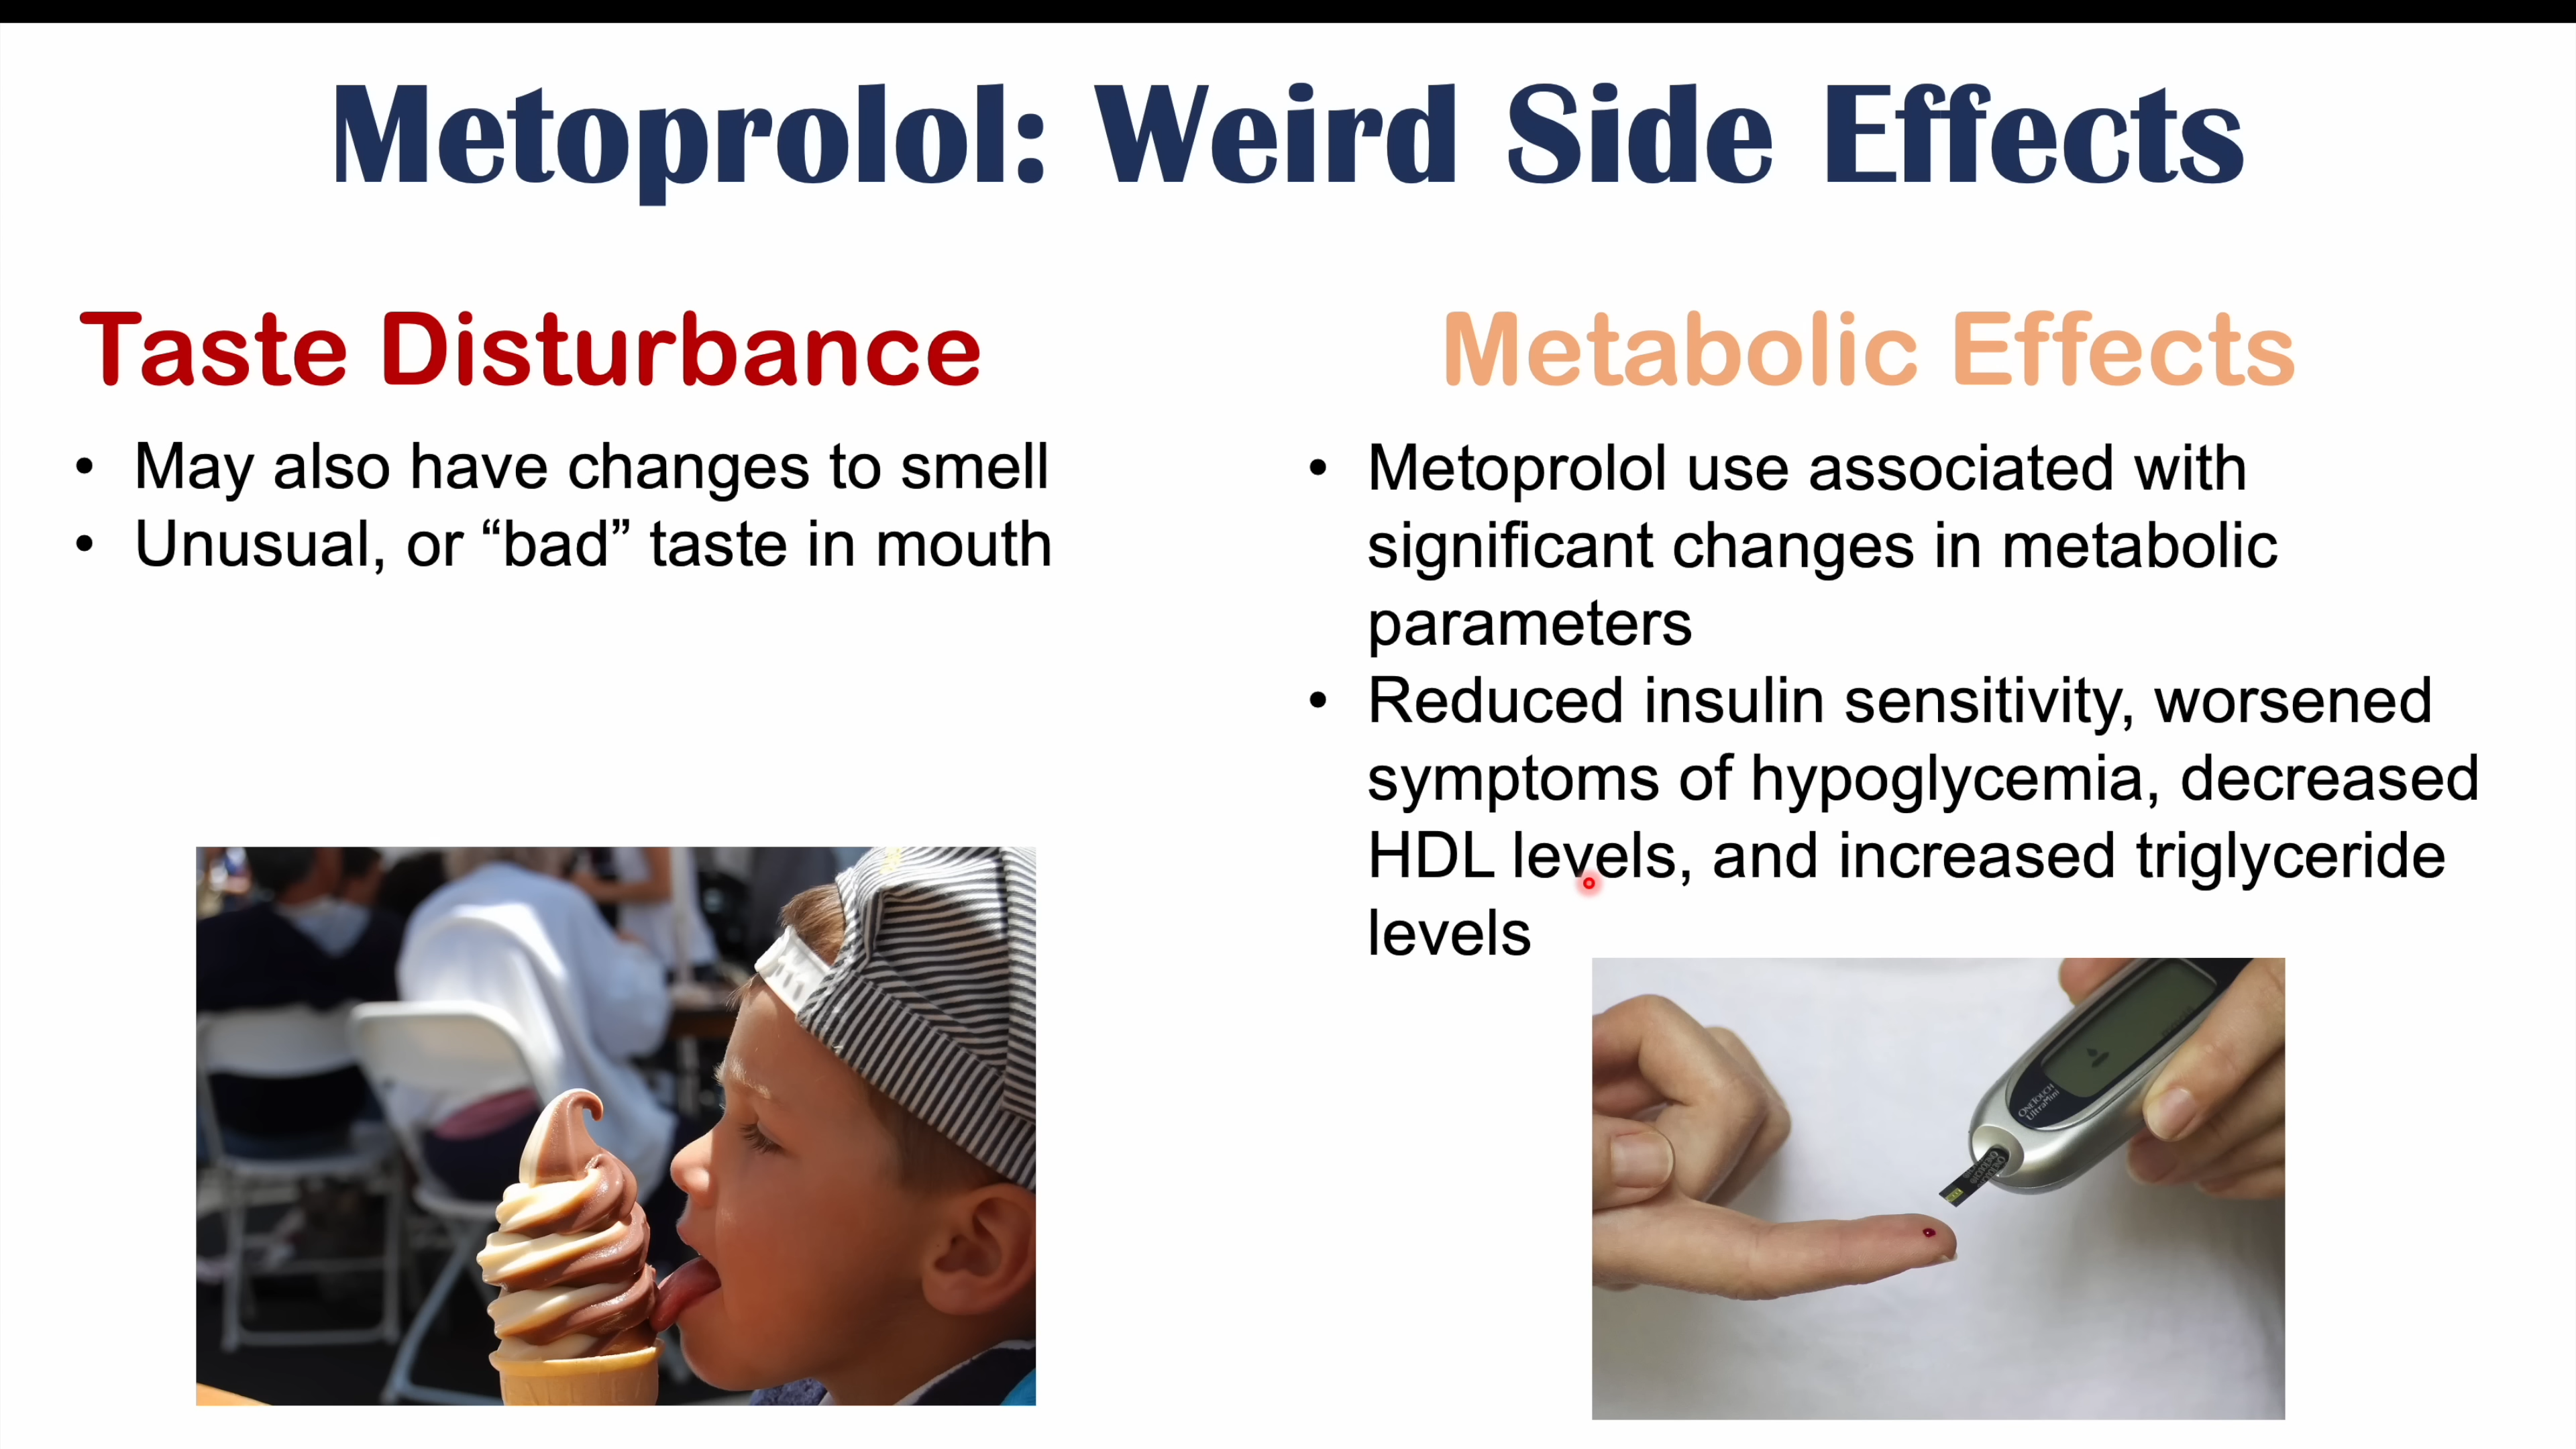 Metoprolol: Weird Side Effects
Taste Disturbance
• May also have changes to smell
• Unusual, or “bad” taste in mouth
Metabolic Effects
• Metoprolol use associated with
significant changes in metabolic
parameters
• Reduced insulin sensitivity, worsened
symptoms of hypoglycemia, decreased
HDL levels, and increased triglyceride
levels
ONETOUCH
UltraMini